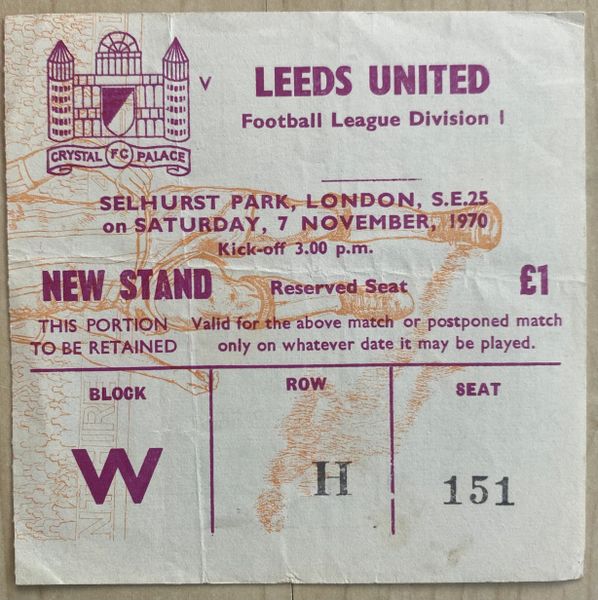 CRYSTAL F C PALACE
V
LEEDS UNITED
Football League Division 1
SELHURST PARK, LONDON, S.E.25
on SATURDAY, 7 NOVEMBER, 1970
Kick-off 3.00 p.m.
NEW STAND
Reserved Seat
£1
THIS PORTION
TO BE RETAINED
Valid for the above match or postponed match
only on whatever date it may be played.
BLOCK
ROW
SEAT
W
H
151